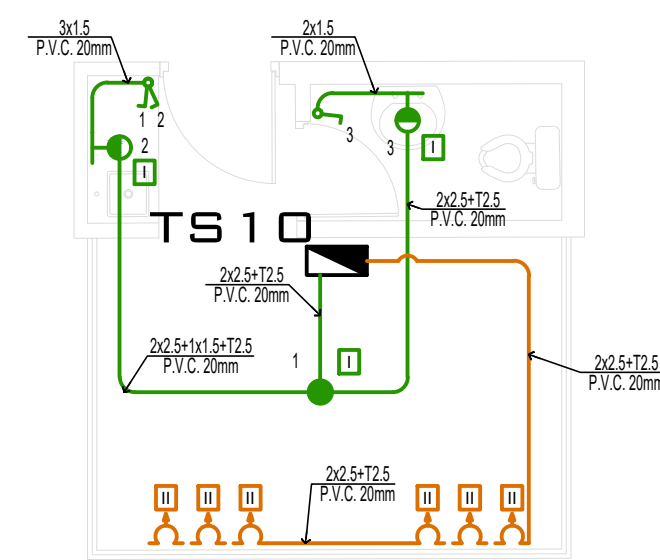 3x1.5
P.V.C. 20mm
2x1.5
P.V.C. 20mm
1 2
3
2
3
I
I
2x2.5+T2.5
P.V.C. 20mm
TS10
2x2.5+T2.5
P.V.C. 20mm
2x2.5+1x1.5+T2.5
P.V.C. 20mm
1
I
2x2.5+T2.5
P.V.C. 20mm
2x2.5+T2.5
P.V.C. 20mm
II II II II II II